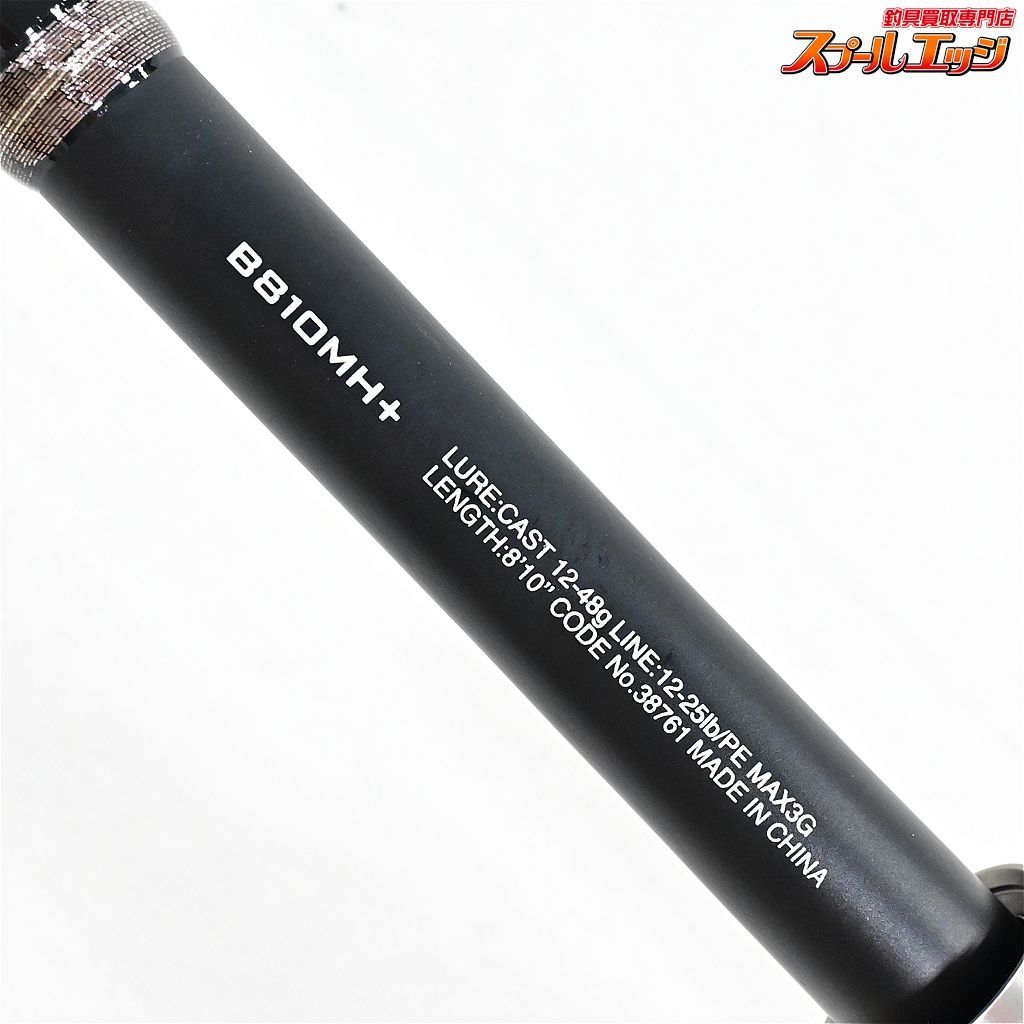 釣具買取専門店
スプールエッジ
B810MH+
LURE:CAST 12-48g LINE:12-25lb/PE MAX3G
LENGTH:8'10" CODE No.38761 MADE IN CHINA